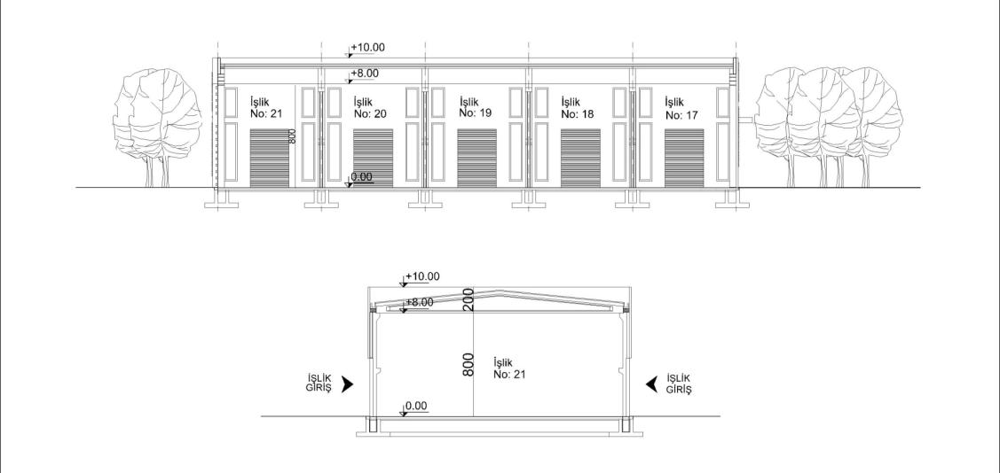 +10.00
+8.00
İşlik
No: 21
İşlik
No: 20
İşlik
No: 19
İşlik
No: 18
İşlik
No: 17
800
0.00
+10.00
200
+8.00
800
İşlik
No: 21
İŞLİK
GİRİŞ
İŞLİK
GİRİŞ
0.00